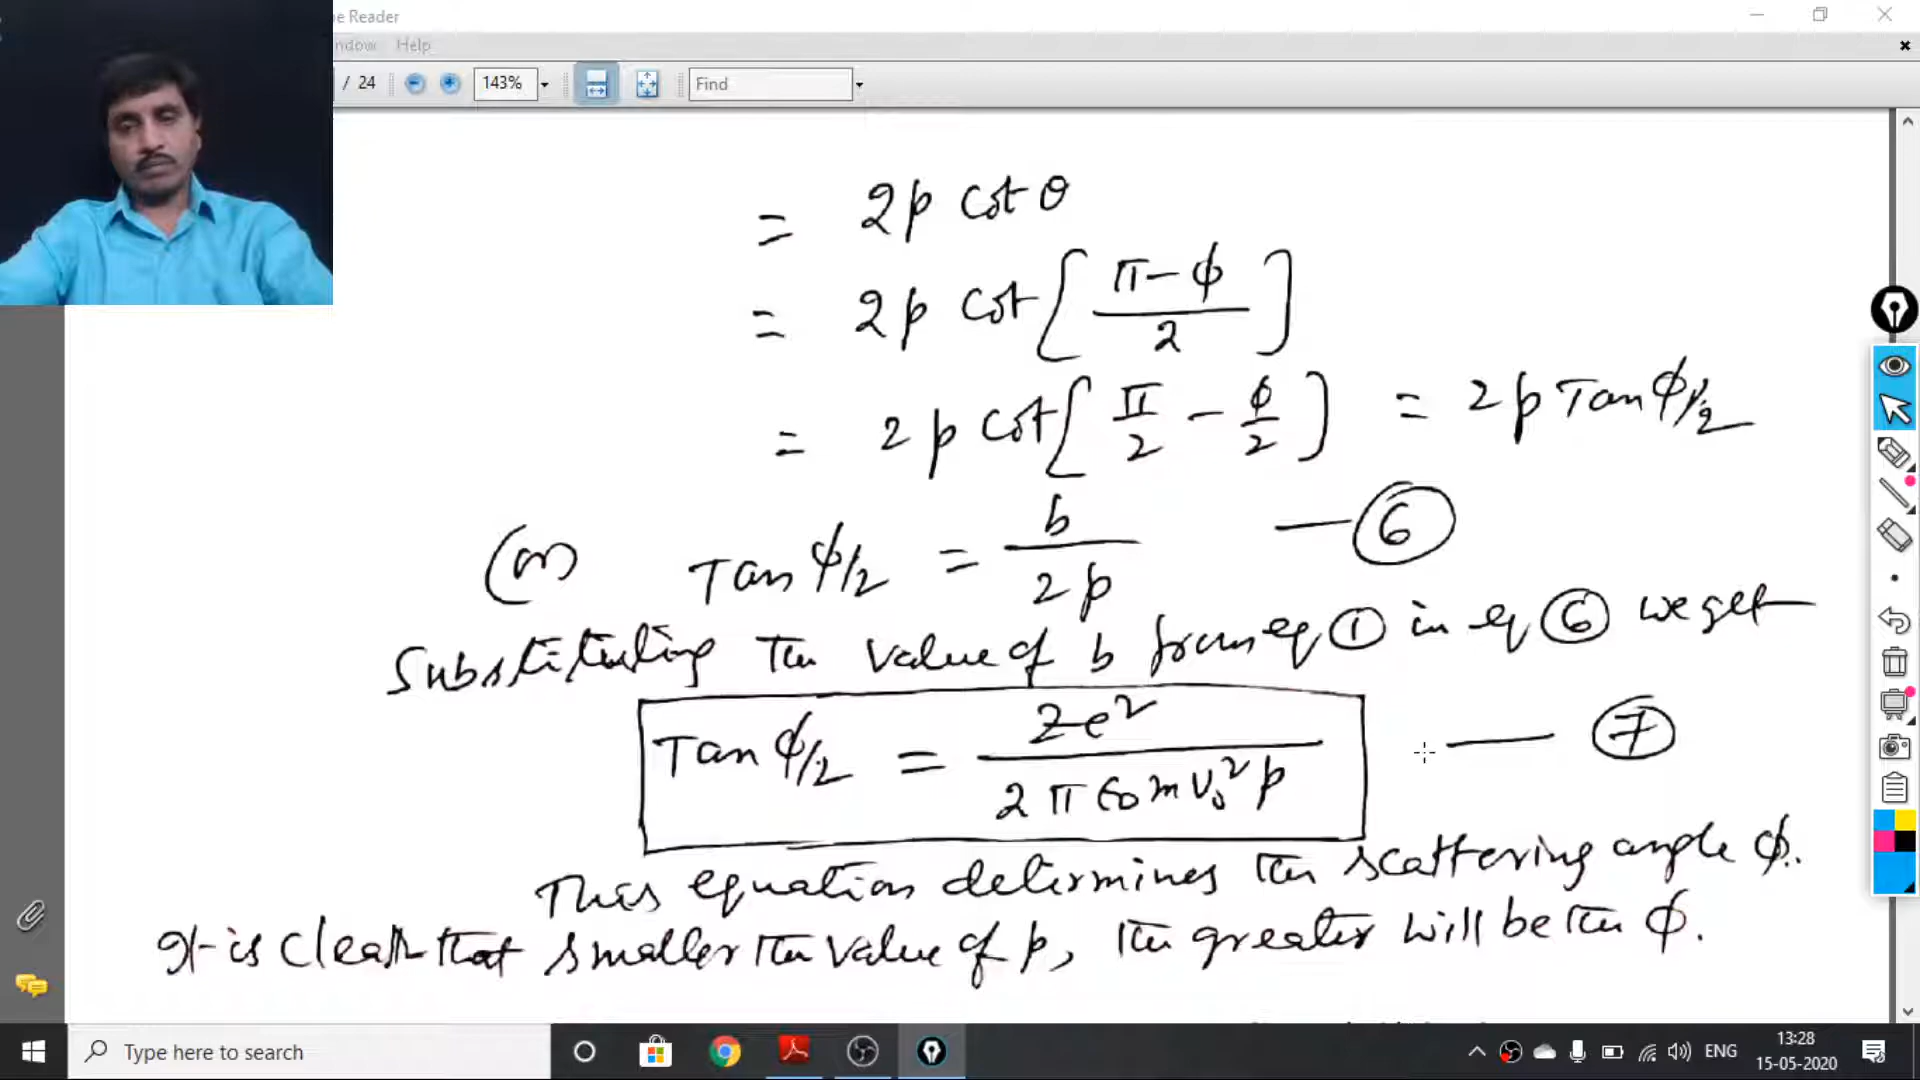 e Reader
ndow Help
/ 24 143% Find
= 2p cot θ
= 2p cot [ (π - ϕ) / 2 ]
= 2p cot [ π/2 - ϕ/2 ] = 2p Tan ϕ/2
(or) Tan ϕ/2 = b / 2p — ⑥
Substituting the value of b from eq ① in eq ⑥ we get
Tan ϕ/2 = Ze² / 2π ϵ₀ m v₀² p — ⑦
This equation determines the scattering angle ϕ.
It is clear that smaller the value of p, the greater will be the ϕ.
Type here to search
ENG
13:28
15-05-2020